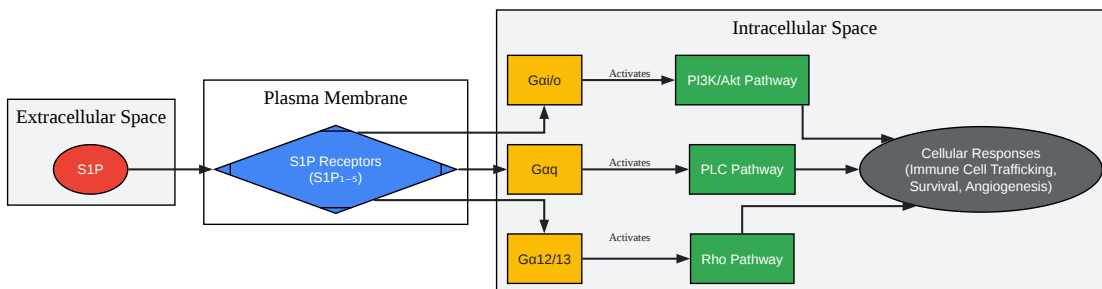 Extracellular Space
S1P
Plasma Membrane
S1P Receptors
(S1P₁₋₅)
Intracellular Space
Gαi/o
Activates
PI3K/Akt Pathway
Gαq
Activates
PLC Pathway
Gα12/13
Activates
Rho Pathway
Cellular Responses
(Immune Cell Trafficking,
Survival, Angiogenesis)